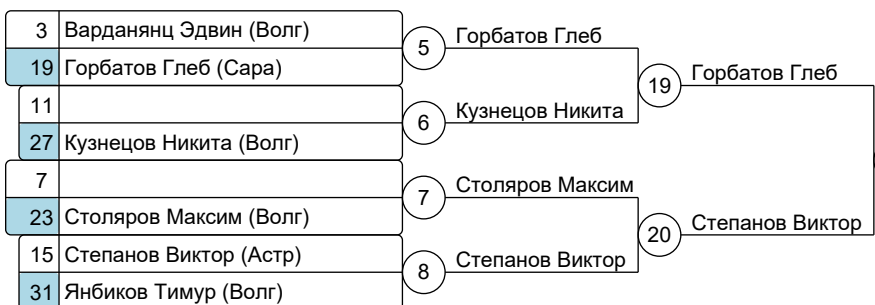 3 Варданянц Эдвин (Волг)
19 Горбатов Глеб (Сара)
5 Горбатов Глеб
11
27 Кузнецов Никита (Волг)
6 Кузнецов Никита
19 Горбатов Глеб
7
23 Столяров Максим (Волг)
7 Столяров Максим
15 Степанов Виктор (Астр)
31 Янбиков Тимур (Волг)
8 Степанов Виктор
20 Степанов Виктор